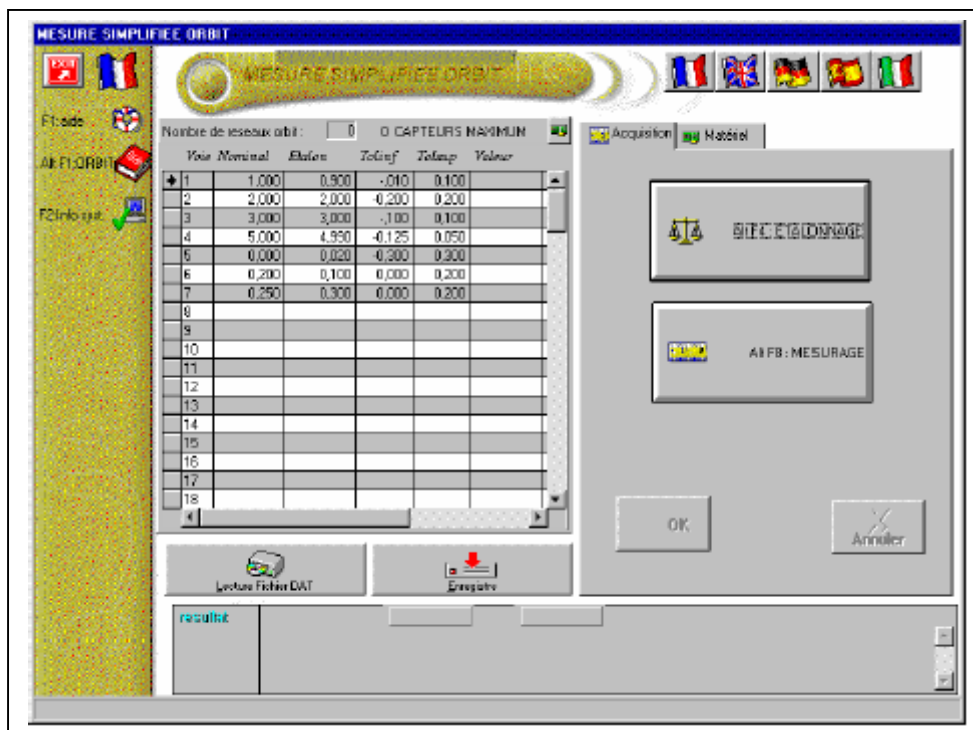 MESURE SIMPLIFIEE ORBIT
EXIT
MESURE SIMPLIFIEE ORBIT
F1:aide
Alt F1:ORBIT
F2:Info syst.
Nombre de reseaux orbit : 0 0 CAPTEURS MAXIMUM
Voie Nominal Etalon Tolinf Tolsup Valeur
1 1.000 0.900 -.010 0.100
2 2,000 2,000 -0,200 0,200
3 3,000 3,000 -,100 0,100
4 5.000 4.990 -0.125 0.050
5 0,000 0,020 -0,300 0,300
6 0,200 0,100 0,000 0,200
7 0.250 0.300 0.000 0.200
8
9
10
11
12
13
14
15
16
17
18
Acquisition Matériel
ETALONNAGE
Alt F8 : MESURAGE
OK
Annuler
Lecture Fichier DAT
Enregistre
resultat